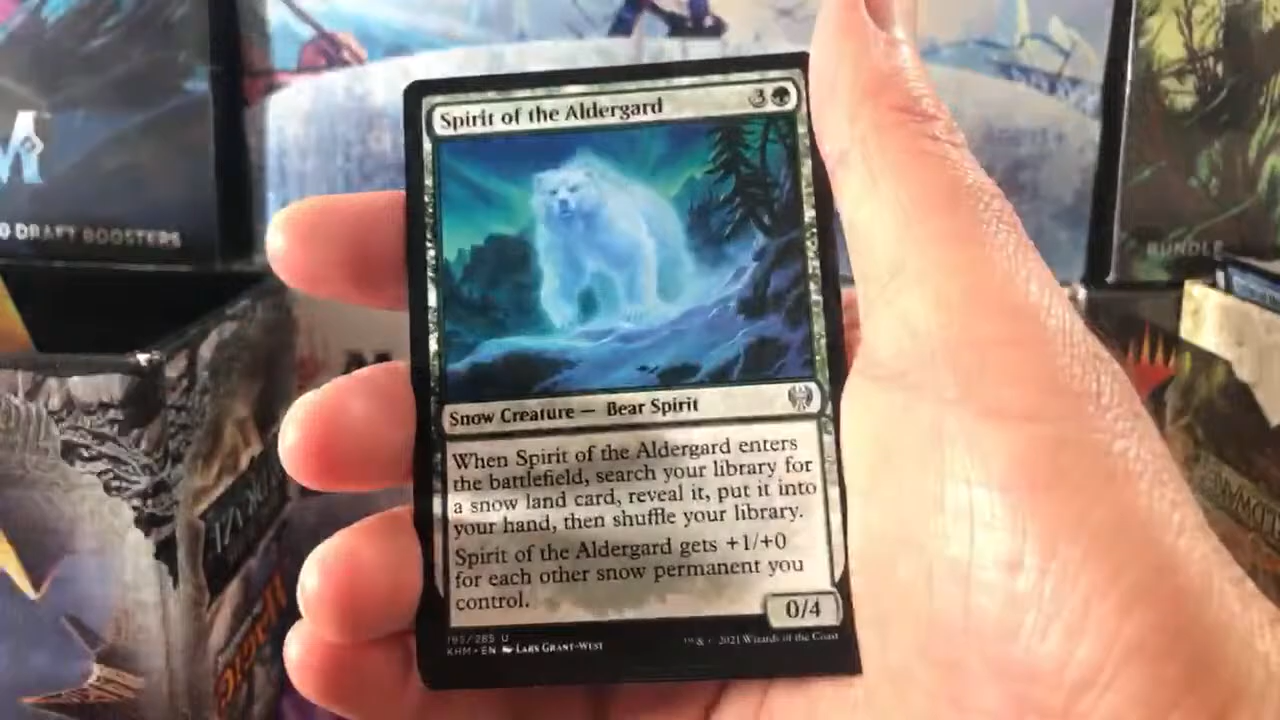 Spirit of the Aldergard 3
Snow Creature — Bear Spirit
When Spirit of the Aldergard enters
the battlefield, search your library for
a snow land card, reveal it, put it into
your hand, then shuffle your library.
Spirit of the Aldergard gets +1/+0
for each other snow permanent you
control.
0/4
195/285 U
KHM • EN Lars Grant-West
™ & © 2021 Wizards of the Coast
DRAFT BOOSTERS
BUNDLE
Magic